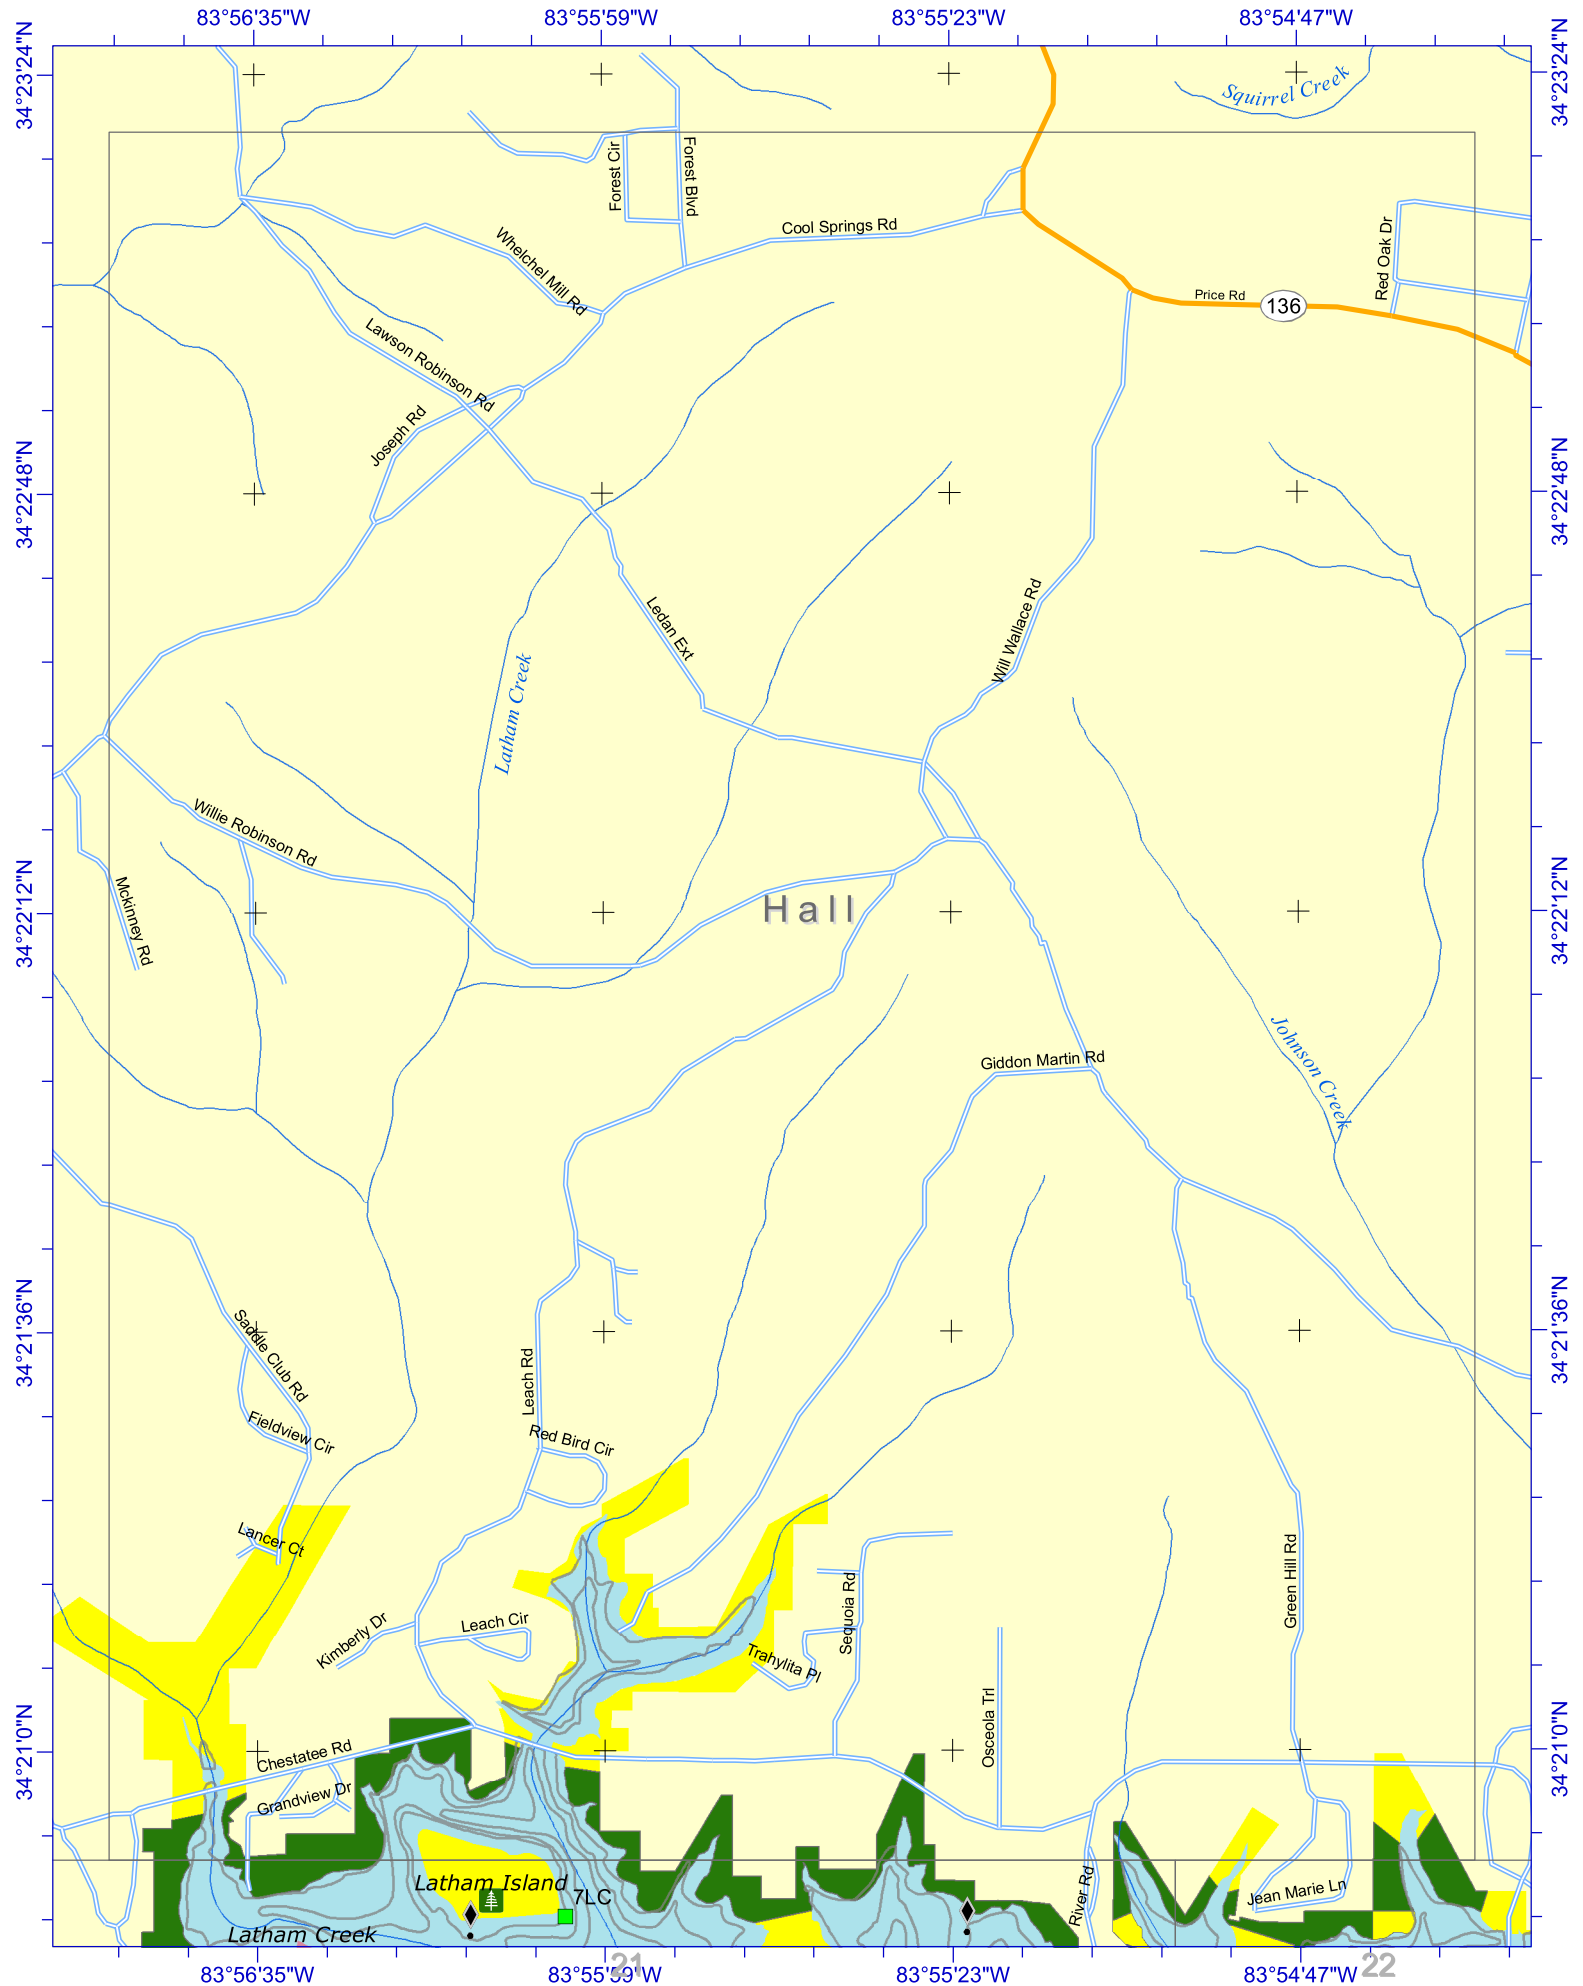 83°56'35"W 83°55'59"W 83°55'23"W 83°54'47"W
34°23'24"N
34°23'24"N
Squirrel Creek
Forest Cir
Forest Blvd
Cool Springs Rd
Red Oak Dr
Whelchel Mill Rd
Price Rd
136
Lawson Robinson Rd
Joseph Rd
34°22'48"N
34°22'48"N
Ledan Ext
Will Wallace Rd
Latham Creek
Willie Robinson Rd
Mckinney Rd
Hall
34°22'12"N
34°22'12"N
Johnson Creek
Giddon Martin Rd
34°21'36"N
34°21'36"N
Saddle Club Rd
Leach Rd
Fieldview Cir
Red Bird Cir
Lancer Ct
Green Hill Rd
Sequoia Rd
Kimberly Dr
Leach Cir
Trahylita Pl
Osceola Trl
34°21'0"N
34°21'0"N
Chestatee Rd
Grandview Dr
Latham Island
7LC
River Rd
Jean Marie Ln
Latham Creek
21
22
83°56'35"W 83°55'59"W 83°55'23"W 83°54'47"W